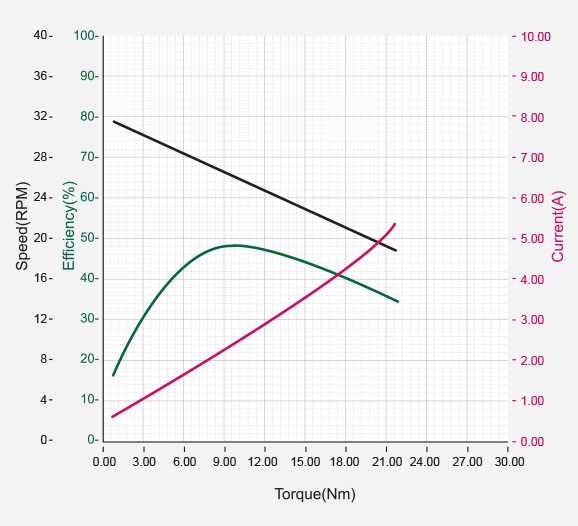 40- 100- - 10.00
36- 90- - 9.00
32- 80- - 8.00
28- 70- - 7.00
24- 60- - 6.00
20- 50- - 5.00
16- 40- - 4.00
12- 30- - 3.00
8- 20- - 2.00
4- 10- - 1.00
0- 0- - 0.00
Speed(RPM)
Efficiency(%)
Current(A)
0.00 3.00 6.00 9.00 12.00 15.00 18.00 21.00 24.00 27.00 30.00
Torque(Nm)